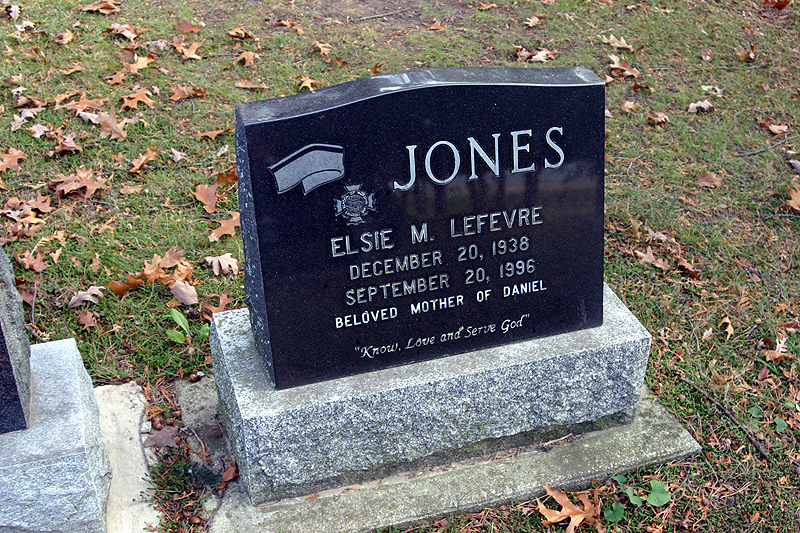 JONES
ELSIE M. LEFEVRE
DECEMBER 20, 1938
SEPTEMBER 20, 1996
BELOVED MOTHER OF DANIEL
"Know, Love and Serve God"